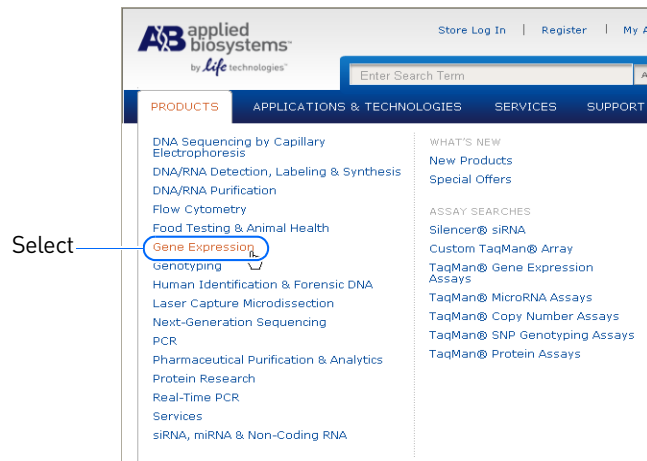 applied
biosystems™
by life technologies™
Store Log In | Register | My A
Enter Search Term
A
PRODUCTS APPLICATIONS & TECHNOLOGIES SERVICES SUPPORT
DNA Sequencing by Capillary
Electrophoresis
DNA/RNA Detection, Labeling & Synthesis
DNA/RNA Purification
Flow Cytometry
Food Testing & Animal Health
Select
Gene Expression
Genotyping
Human Identification & Forensic DNA
Laser Capture Microdissection
Next-Generation Sequencing
PCR
Pharmaceutical Purification & Analytics
Protein Research
Real-Time PCR
Services
siRNA, miRNA & Non-Coding RNA
WHAT'S NEW
New Products
Special Offers
ASSAY SEARCHES
Silencer® siRNA
Custom TaqMan® Array
TaqMan® Gene Expression
Assays
TaqMan® MicroRNA Assays
TaqMan® Copy Number Assays
TaqMan® SNP Genotyping Assays
TaqMan® Protein Assays